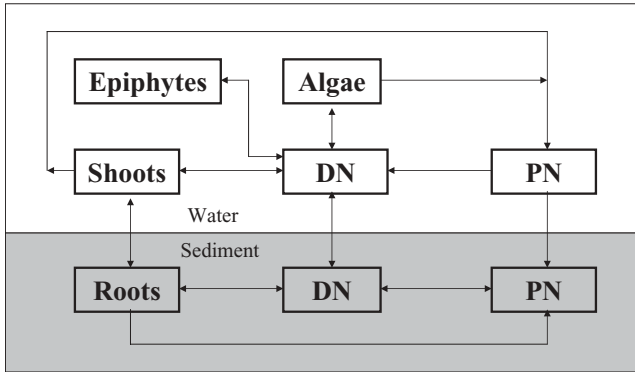 Epiphytes Algae
Shoots DN PN
Water
Sediment
Roots DN PN